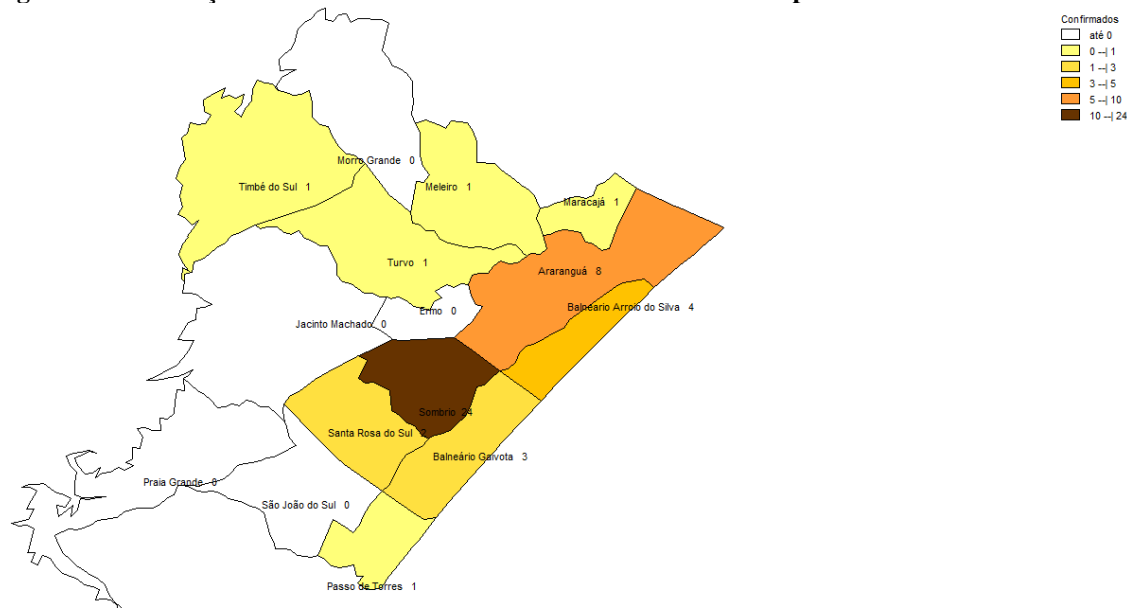 Confirmados
até 0
0 --| 1
1 --| 3
3 --| 5
5 --| 10
10 --| 24
Morro Grande 0
Timbé do Sul 1
Meleiro 1
Maracajá 1
Turvo 1
Araranguá 8
Balneário Arroio do Silva 4
Ermo 0
Jacinto Machado 0
Sombrio 24
Santa Rosa do Sul 2
Balneário Gaivota 3
Praia Grande 0
São João do Sul 0
Passo de Torres 1